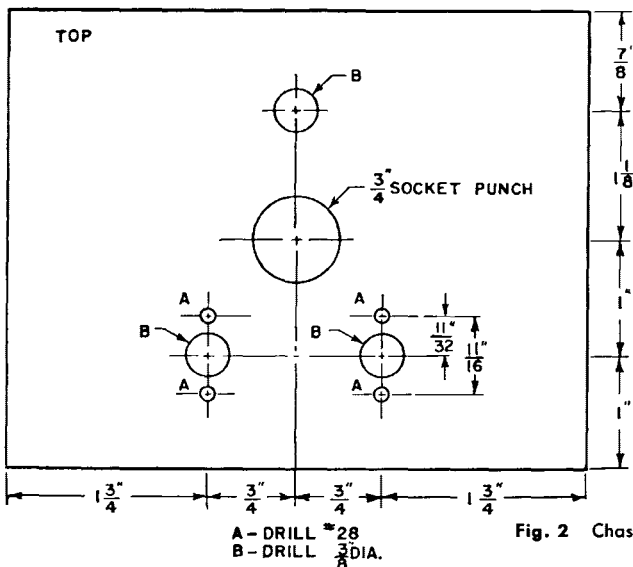 TOP
B
7/8"
1 1/8
3/4" SOCKET PUNCH
A
A
B
B
11"/32
11"/16
1"
A
A
1"
1 3/4"
3/4"
3/4"
1 3/4"
A - DRILL #28
B - DRILL 3/8" DIA.
Fig. 2 Chas